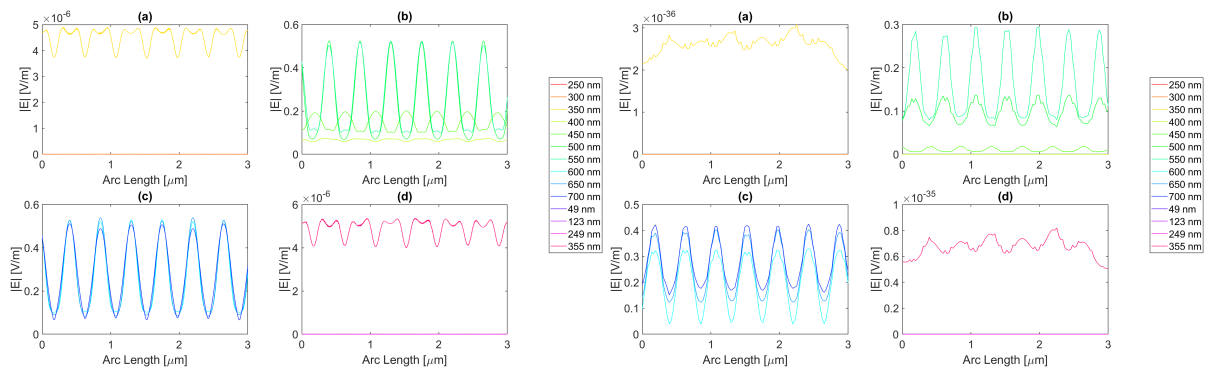 ×10-6
(a)
5
4
3
2
1
0
|E| [V/m]
0
1
2
3
Arc Length [μm]
(b)
0.6
0.4
0.2
0
|E| [V/m]
0
1
2
3
Arc Length [μm]
(c)
0.6
0.4
0.2
0
|E| [V/m]
0
1
2
3
Arc Length [μm]
×10-6
(d)
6
4
2
0
|E| [V/m]
0
1
2
3
Arc Length [μm]
250 nm
300 nm
350 nm
400 nm
450 nm
500 nm
550 nm
600 nm
650 nm
700 nm
49 nm
123 nm
249 nm
355 nm
×10-36
(a)
3
2
1
0
|E| [V/m]
0
1
2
3
Arc Length [μm]
(b)
0.3
0.2
0.1
0
|E| [V/m]
0
1
2
3
Arc Length [μm]
(c)
0.5
0.4
0.3
0.2
0.1
0
|E| [V/m]
0
1
2
3
Arc Length [μm]
×10-35
(d)
1
0.8
0.6
0.4
0.2
0
|E| [V/m]
0
1
2
3
Arc Length [μm]
250 nm
300 nm
350 nm
400 nm
450 nm
500 nm
550 nm
600 nm
650 nm
700 nm
49 nm
123 nm
249 nm
355 nm